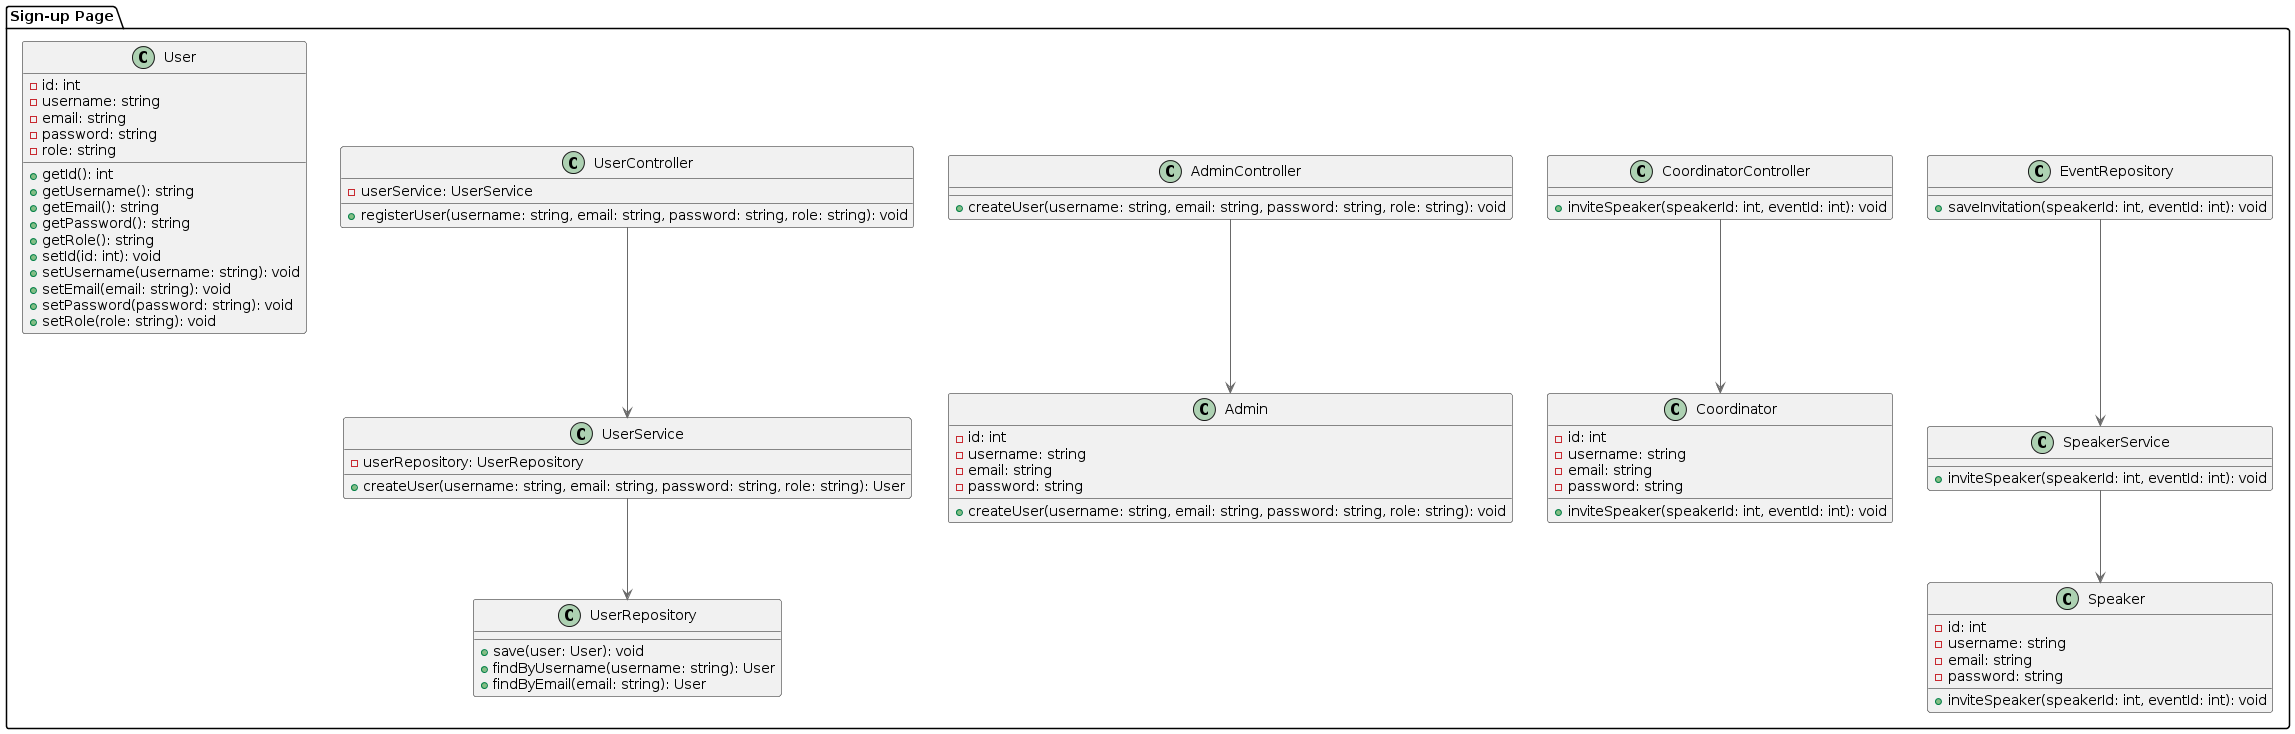 Sign-up Page
C User
id: int
username: string
email: string
password: string
role: string
getId(): int
getUsername(): string
getEmail(): string
getPassword(): string
getRole(): string
setId(id: int): void
setUsername(username: string): void
setEmail(email: string): void
setPassword(password: string): void
setRole(role: string): void
C UserController
userService: UserService
registerUser(username: string, email: string, password: string, role: string): void
C AdminController
createUser(username: string, email: string, password: string, role: string): void
C CoordinatorController
inviteSpeaker(speakerId: int, eventId: int): void
C EventRepository
saveInvitation(speakerId: int, eventId: int): void
C UserService
userRepository: UserRepository
createUser(username: string, email: string, password: string, role: string): User
C Admin
id: int
username: string
email: string
password: string
createUser(username: string, email: string, password: string, role: string): void
C Coordinator
id: int
username: string
email: string
password: string
inviteSpeaker(speakerId: int, eventId: int): void
C SpeakerService
inviteSpeaker(speakerId: int, eventId: int): void
C UserRepository
save(user: User): void
findByUsername(username: string): User
findByEmail(email: string): User
C Speaker
id: int
username: string
email: string
password: string
inviteSpeaker(speakerId: int, eventId: int): void